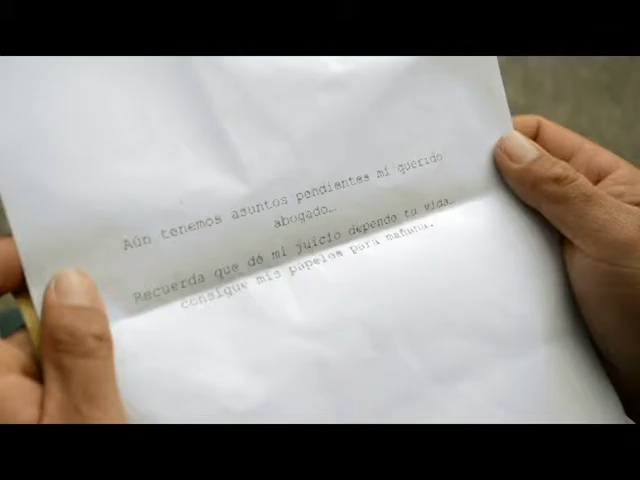 Aún tenemos asuntos pendientes mi querido
abogado…
Recuerda que de mi juicio depende tu vida…
consigue mis papeles para mañana.